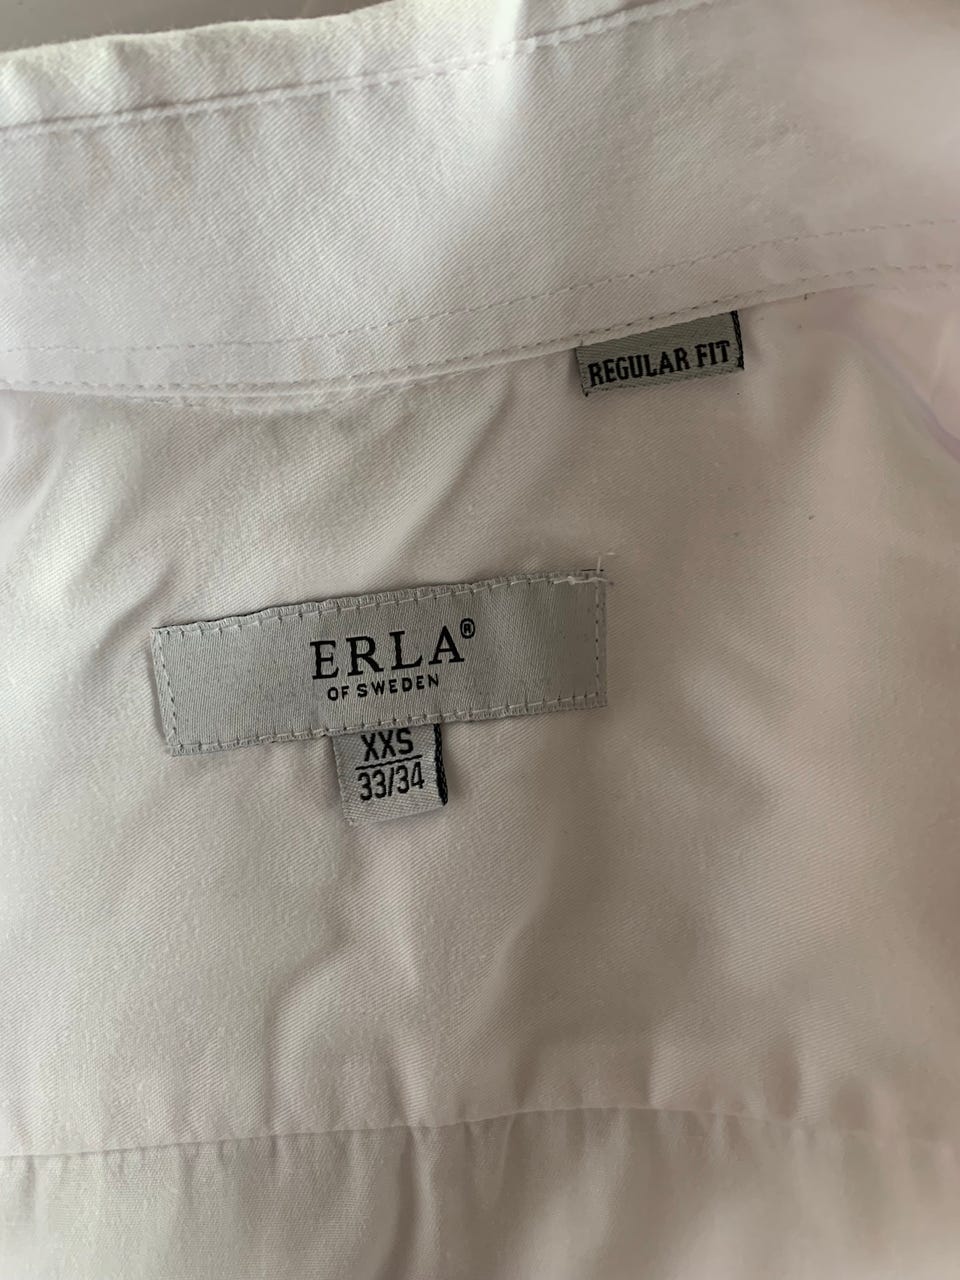 REGULAR FIT
ERLA®
OF SWEDEN
XXS
33/34